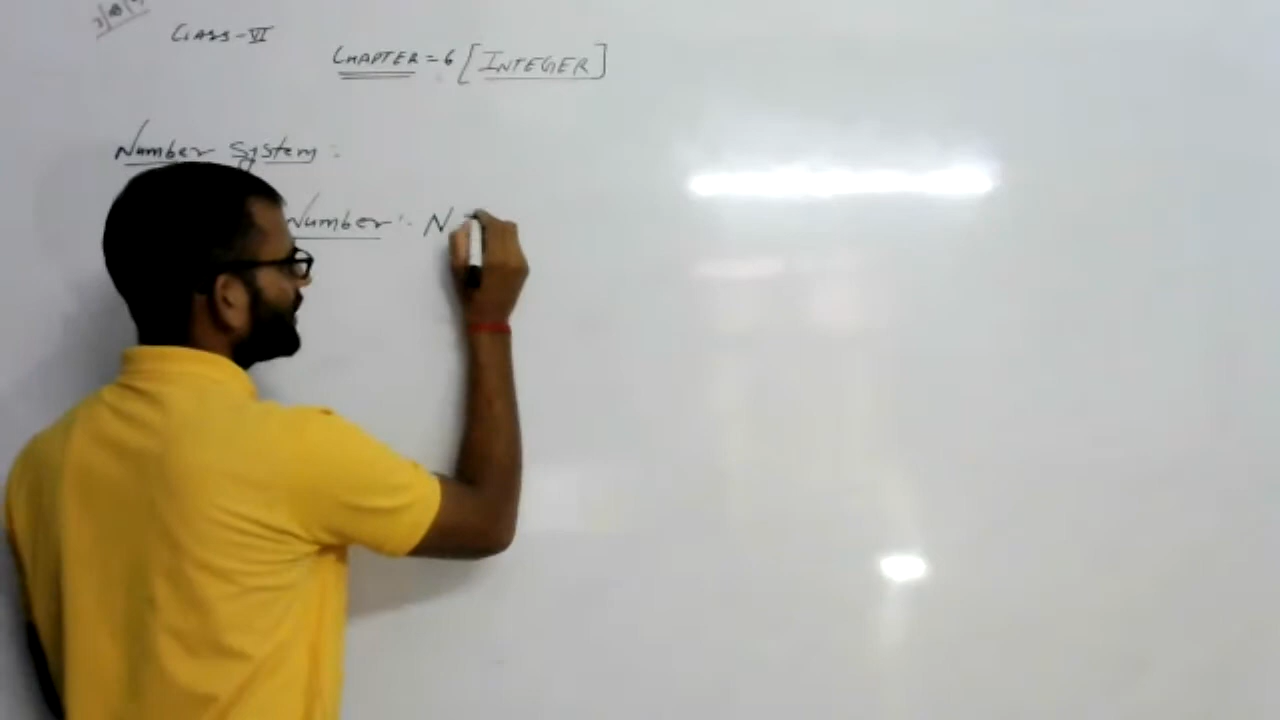 CLASS-VI
CHAPTER = 6 [INTEGER]
Number System :
Number :- N